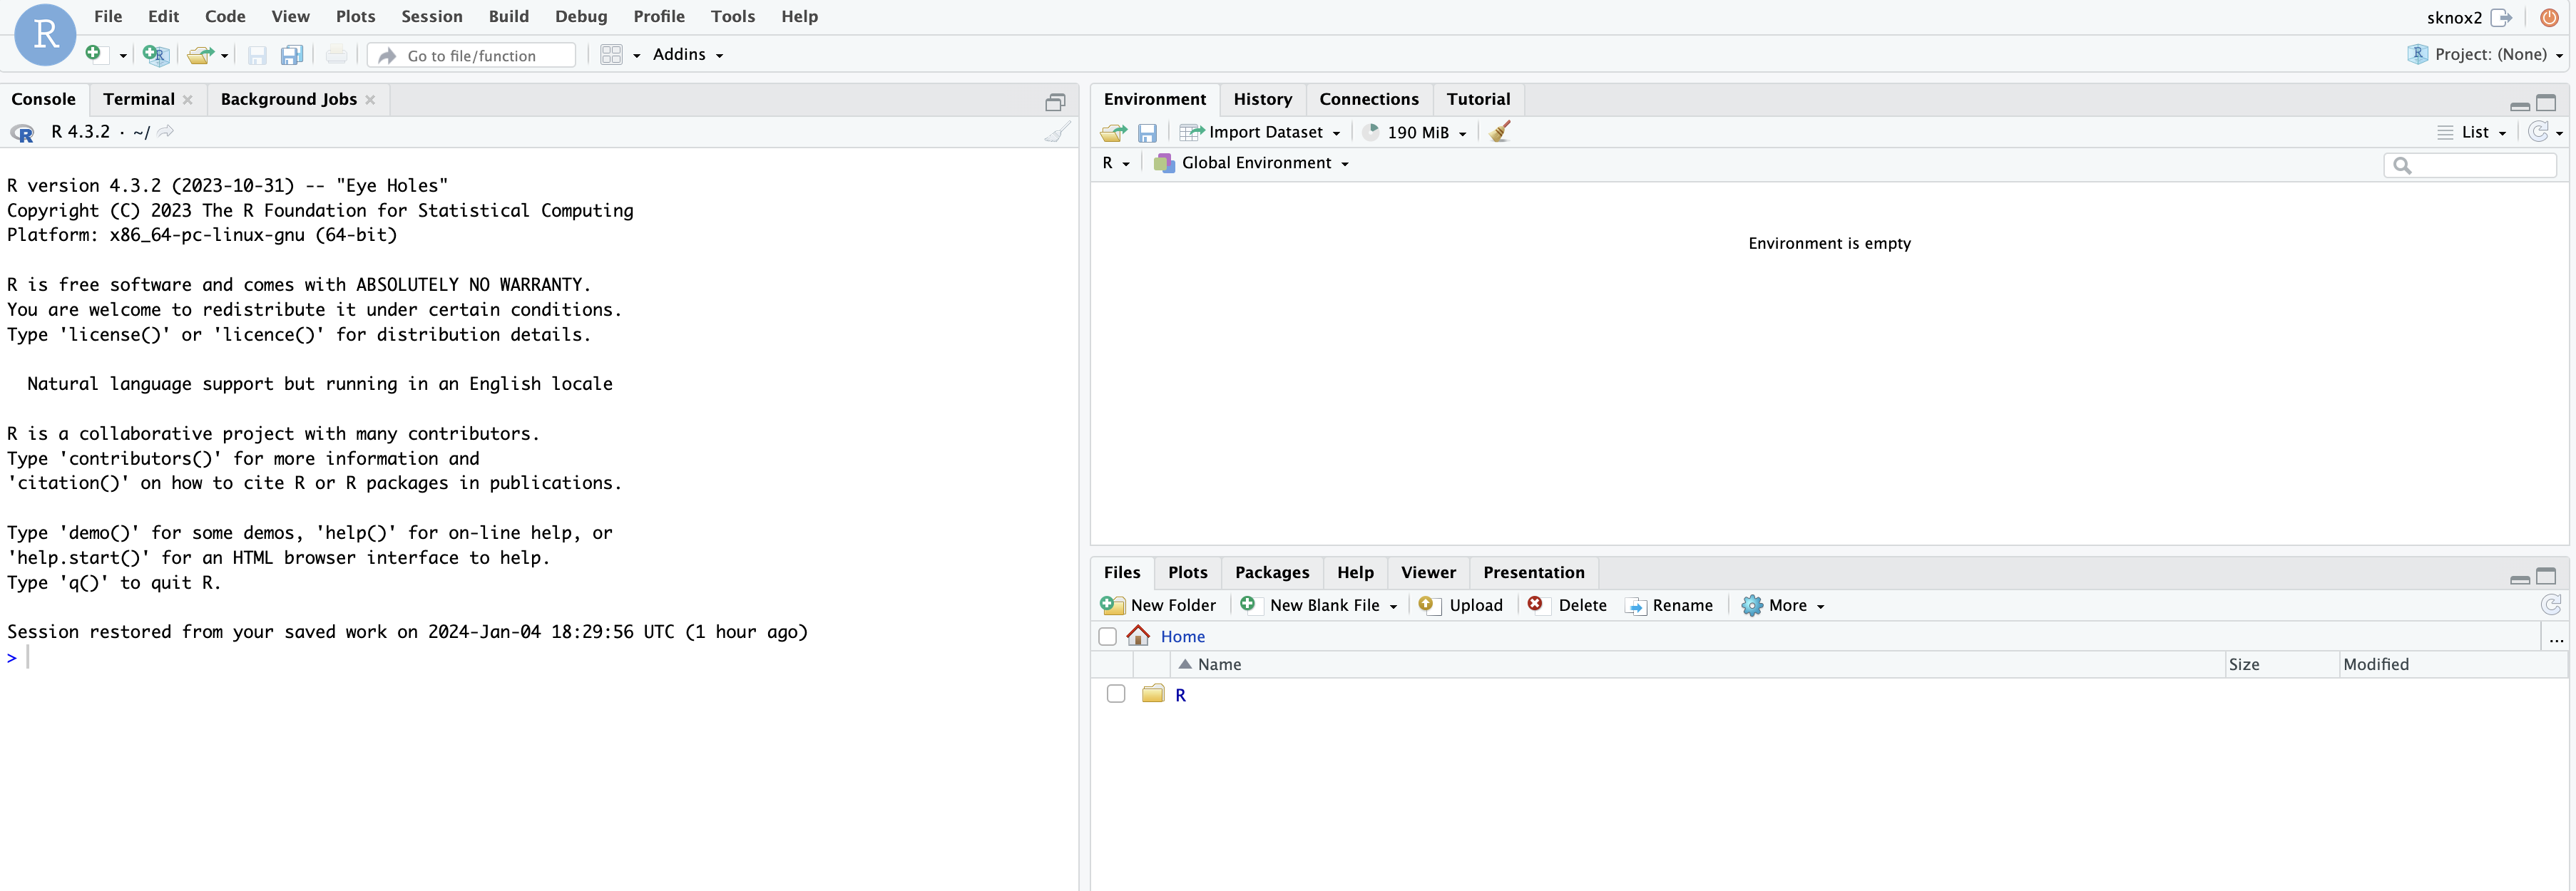 R
File Edit Code View Plots Session Build Debug Profile Tools Help
sknox2
Go to file/function
Addins
Project: (None)
Console Terminal Background Jobs
R 4.3.2 · ~/
R version 4.3.2 (2023-10-31) -- "Eye Holes"
Copyright (C) 2023 The R Foundation for Statistical Computing
Platform: x86_64-pc-linux-gnu (64-bit)
R is free software and comes with ABSOLUTELY NO WARRANTY.
You are welcome to redistribute it under certain conditions.
Type 'license()' or 'licence()' for distribution details.
Natural language support but running in an English locale
R is a collaborative project with many contributors.
Type 'contributors()' for more information and
'citation()' on how to cite R or R packages in publications.
Type 'demo()' for some demos, 'help()' for on-line help, or
'help.start()' for an HTML browser interface to help.
Type 'q()' to quit R.
Session restored from your saved work on 2024-Jan-04 18:29:56 UTC (1 hour ago)
>
Environment History Connections Tutorial
Import Dataset 190 MiB List
R Global Environment
Environment is empty
Files Plots Packages Help Viewer Presentation
New Folder New Blank File Upload Delete Rename More
Home ...
Name Size Modified
R